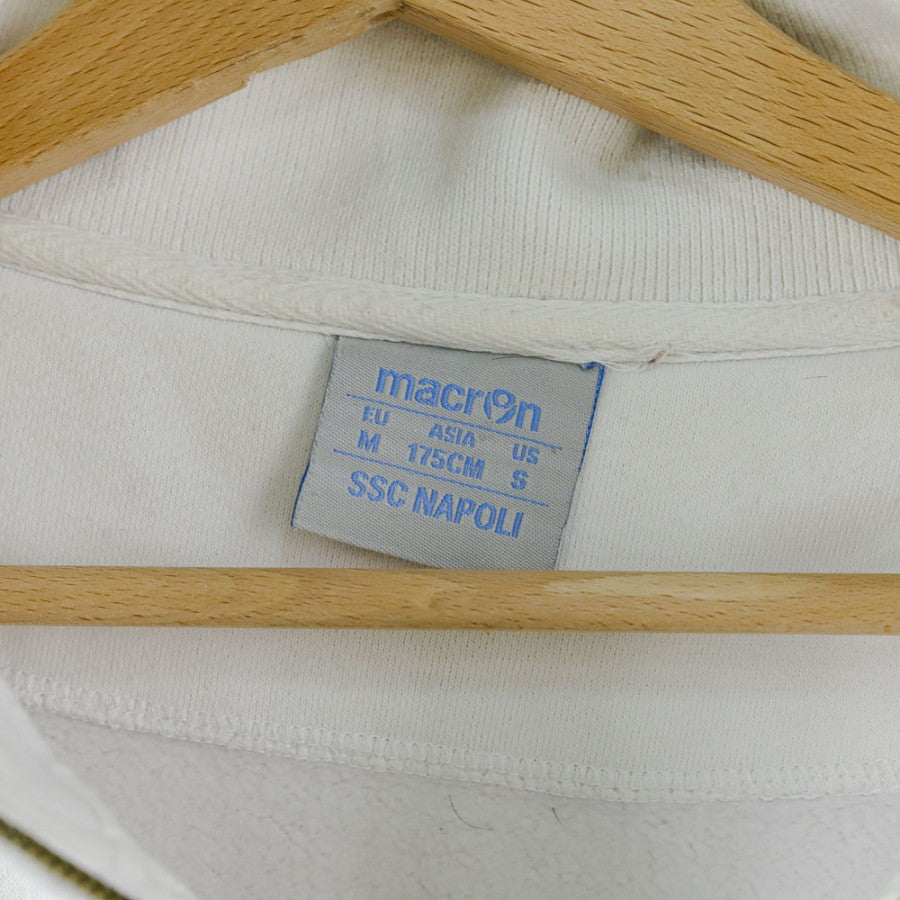 macron
EU ASIA US
M 175CM S
SSC NAPOLI